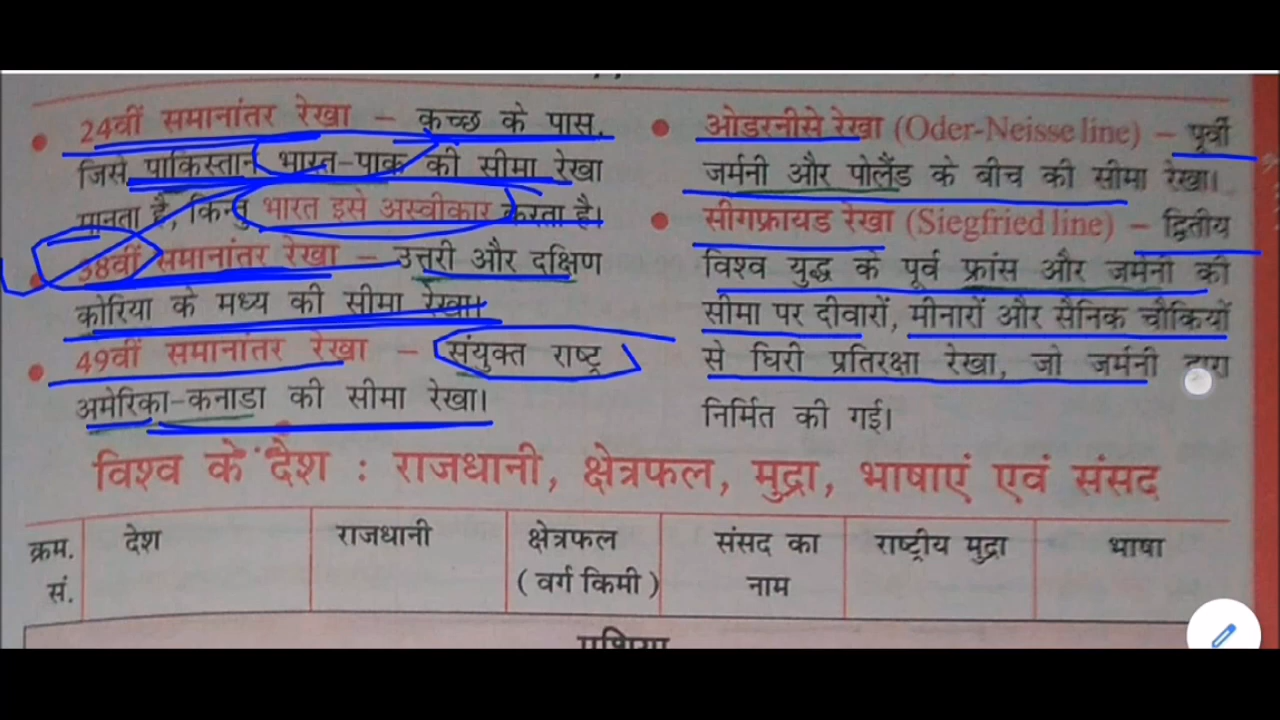 24वीं समानांतर रेखा – कच्छ के पास,
जिसे पाकिस्तान भारत-पाक की सीमा रेखा
मानता है, किन्तु भारत इसे अस्वीकार करता है।
38वीं समानांतर रेखा – उत्तरी और दक्षिण
कोरिया के मध्य की सीमा रेखा।
49वीं समानांतर रेखा – संयुक्त राष्ट्र
अमेरिका-कनाडा की सीमा रेखा।
ओडरनीसे रेखा (Oder-Neisse line) – पूर्वी
जर्मनी और पोलैंड के बीच की सीमा रेखा।
सीगफ्रायड रेखा (Siegfried line) – द्वितीय
विश्व युद्ध के पूर्व फ्रांस और जर्मनी की
सीमा पर दीवारों, मीनारों और सैनिक चौकियों
से घिरी प्रतिरक्षा रेखा, जो जर्मनी द्वारा
निर्मित की गई।
विश्व के देश : राजधानी, क्षेत्रफल, मुद्रा, भाषाएं एवं संसद
क्रम. देश राजधानी क्षेत्रफल संसद का राष्ट्रीय मुद्रा भाषा
सं. (वर्ग किमी) नाम
एशिया